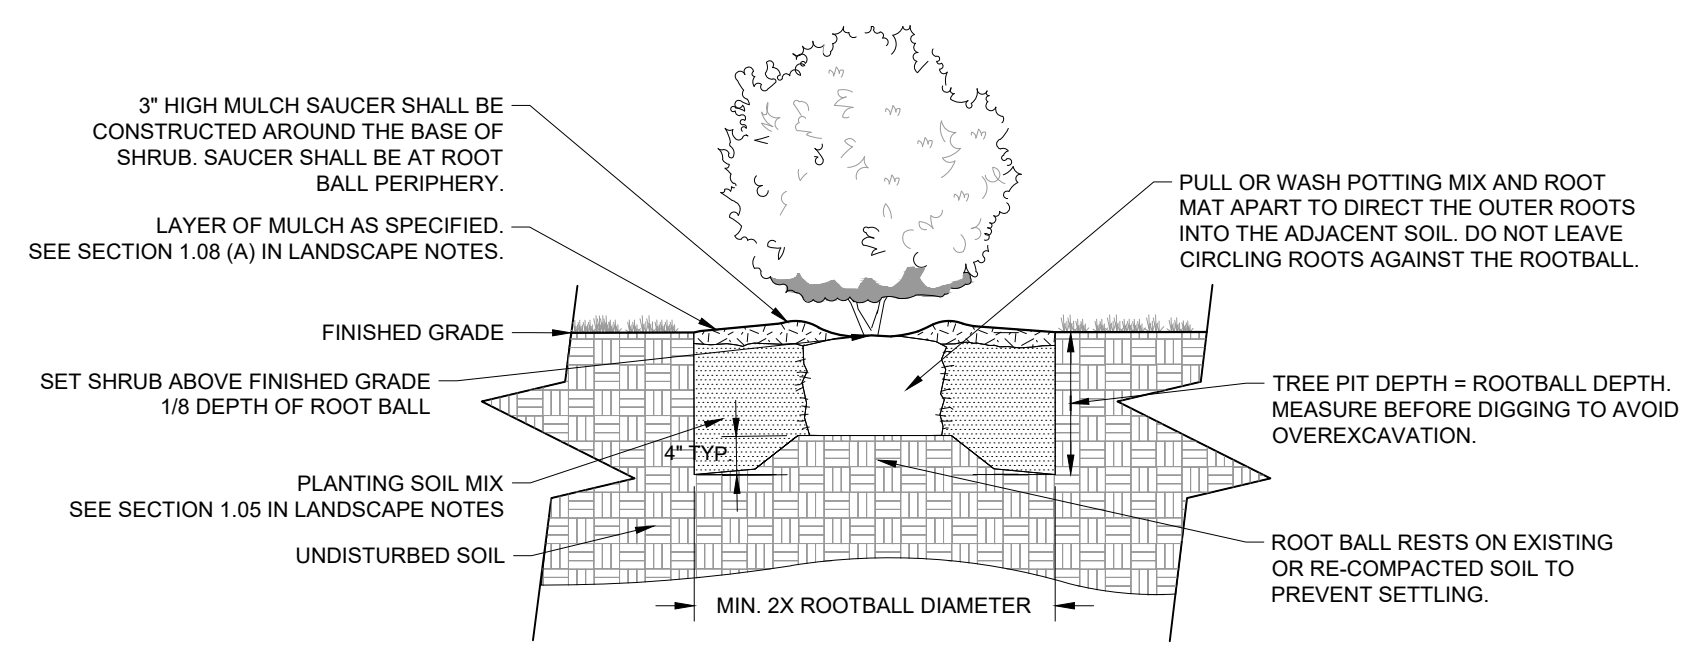 3" HIGH MULCH SAUCER SHALL BE
CONSTRUCTED AROUND THE BASE OF
SHRUB. SAUCER SHALL BE AT ROOT
BALL PERIPHERY.
LAYER OF MULCH AS SPECIFIED.
SEE SECTION 1.08 (A) IN LANDSCAPE NOTES.
FINISHED GRADE
SET SHRUB ABOVE FINISHED GRADE
1/8 DEPTH OF ROOT BALL
4" TYP.
PLANTING SOIL MIX
SEE SECTION 1.05 IN LANDSCAPE NOTES
UNDISTURBED SOIL
MIN. 2X ROOTBALL DIAMETER
PULL OR WASH POTTING MIX AND ROOT
MAT APART TO DIRECT THE OUTER ROOTS
INTO THE ADJACENT SOIL. DO NOT LEAVE
CIRCLING ROOTS AGAINST THE ROOTBALL.
TREE PIT DEPTH = ROOTBALL DEPTH.
MEASURE BEFORE DIGGING TO AVOID
OVEREXCAVATION.
ROOT BALL RESTS ON EXISTING
OR RE-COMPACTED SOIL TO
PREVENT SETTLING.